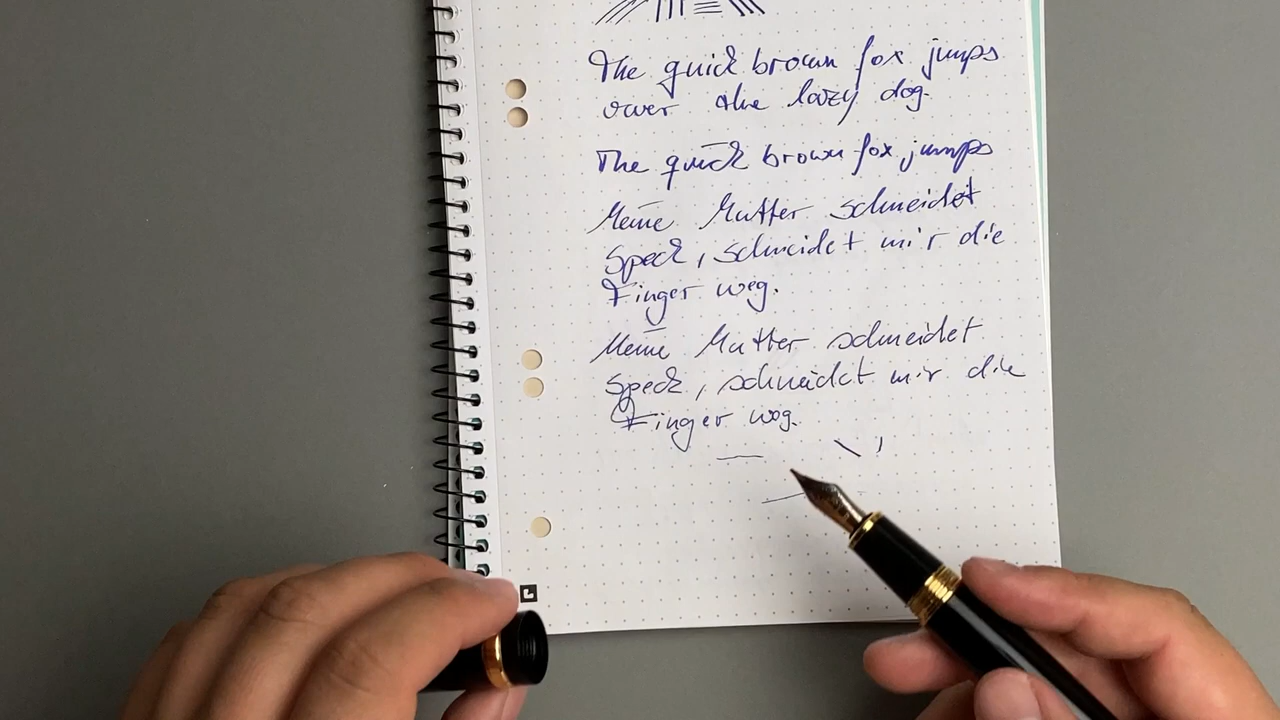 The quick brown fox jumps
over the lazy dog.
The quick brown fox jumps
Meine Mutter schneidet
Speck, schneidet mir die
Finger weg.
Meine Mutter schneidet
Speck, schneidet mir die
Finger weg.